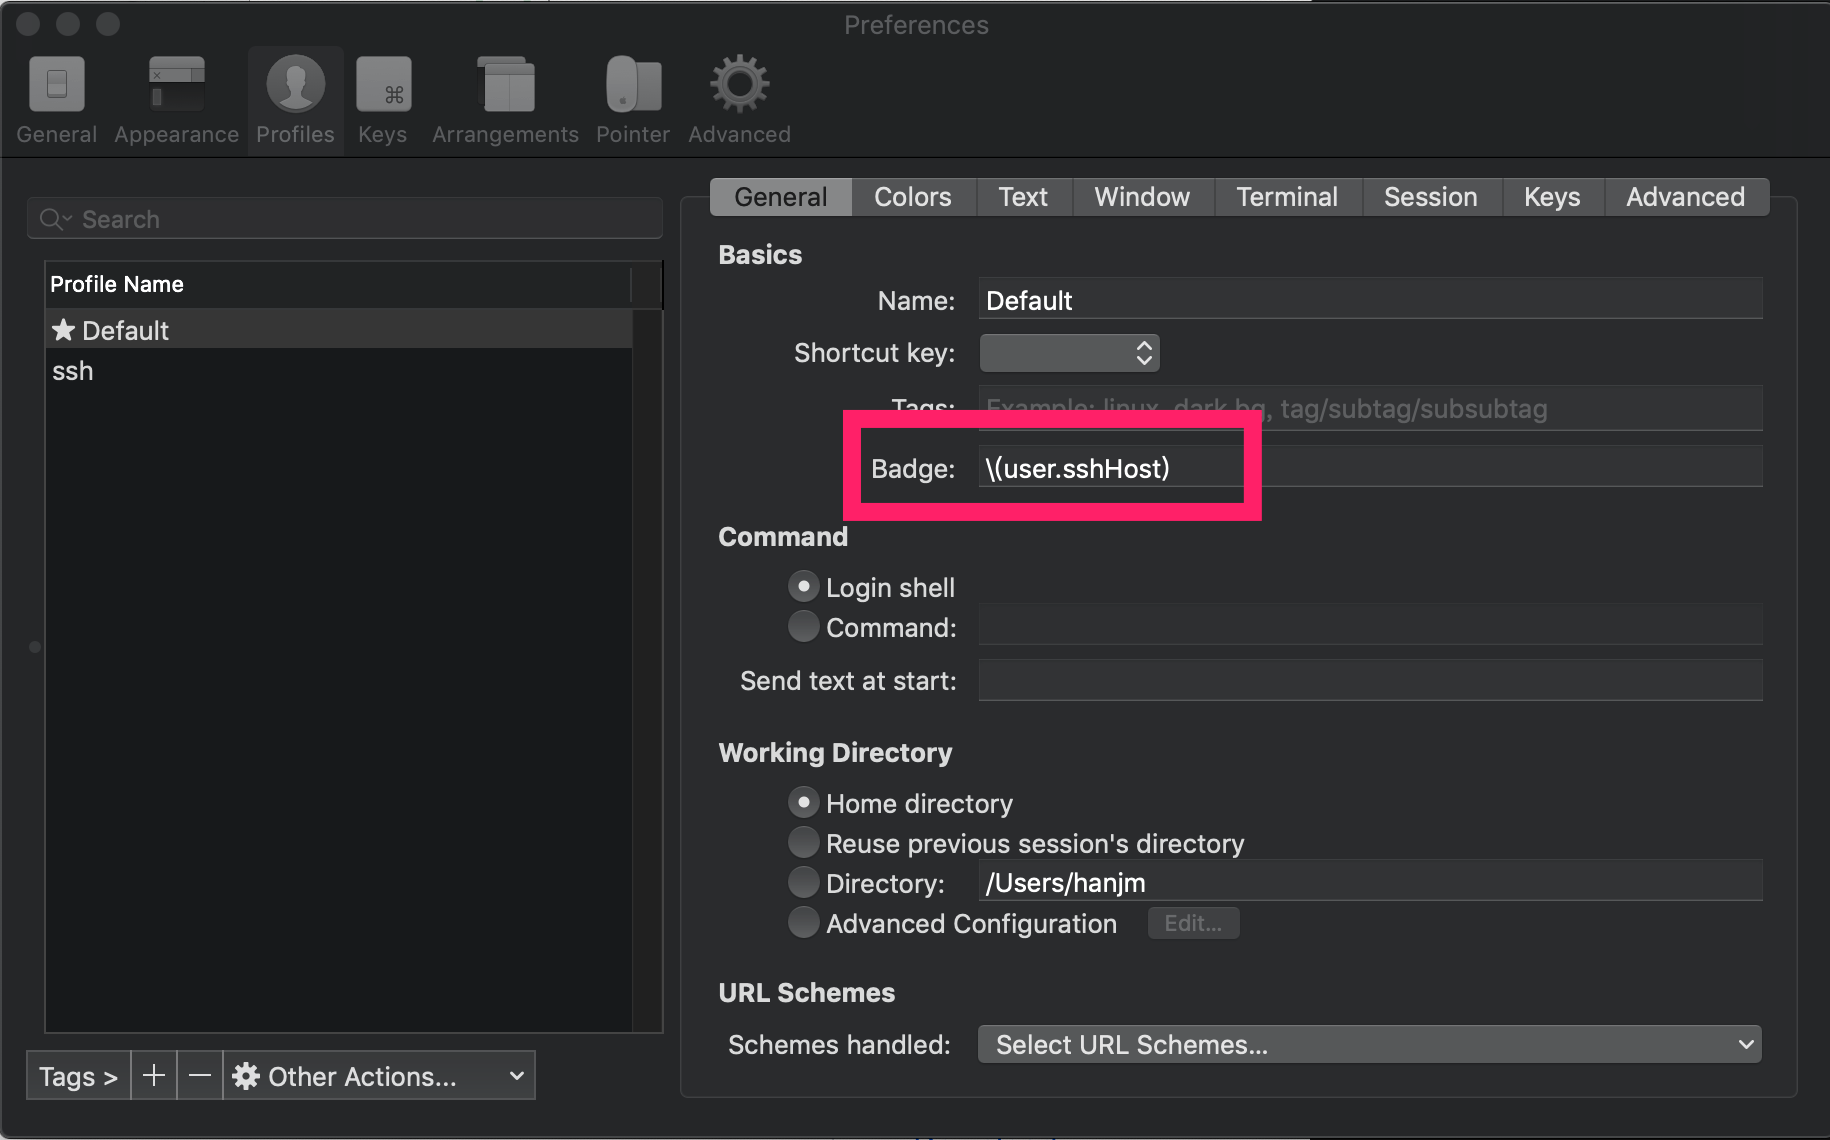 Preferences
General Appearance Profiles Keys Arrangements Pointer Advanced
Search
Profile Name
★ Default
ssh
Tags > + — Other Actions...
General Colors Text Window Terminal Session Keys Advanced
Basics
Name: Default
Shortcut key:
Tags: Example: linux, dark bg, tag/subtag/subsubtag
Badge: \(user.sshHost)
Command
Login shell
Command:
Send text at start:
Working Directory
Home directory
Reuse previous session's directory
Directory: /Users/hanjm
Advanced Configuration Edit...
URL Schemes
Schemes handled: Select URL Schemes...